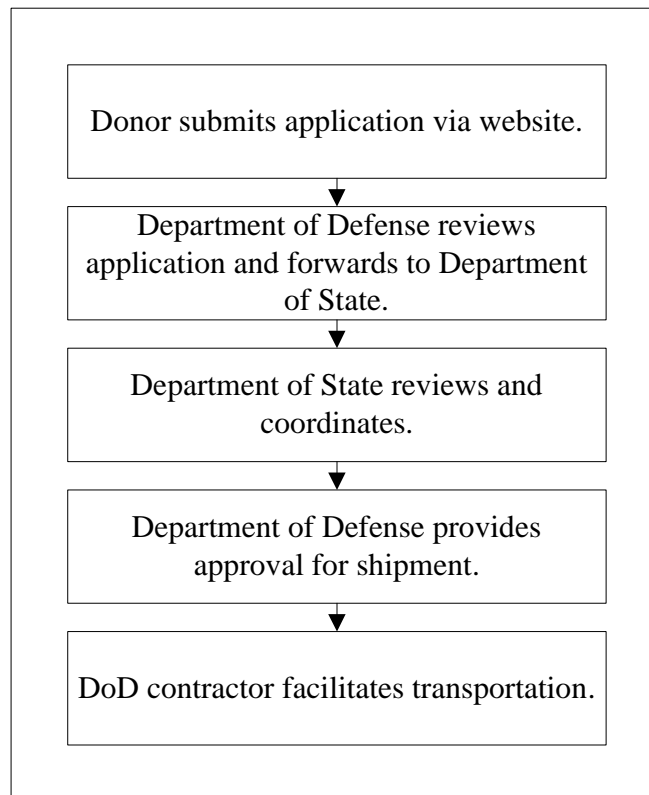 Donor submits application via website.
Department of Defense reviews
application and forwards to Department
of State.
Department of State reviews and
coordinates.
Department of Defense provides
approval for shipment.
DoD contractor facilitates transportation.